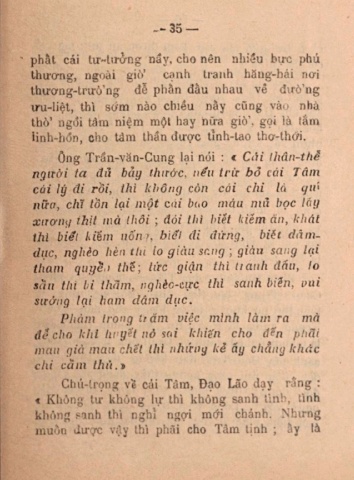 — 35 —
phất cái tư-tưởng nầy, cho nên nhiều bực phú
thương, ngoài giờ cạnh tranh hăng-hái nơi
thương-trường để phấn đấu nhau về đường
ưu-liệt, thì sớm nào chiều nấy cũng vào nhà
thờ ngồi tâm niệm một hay nữa giờ, gọi là tắm
linh-hồn, cho tâm thần được tỉnh-tao thơ-thới.
Ông Trần-văn-Cung lại nói : « Cái thân-thể
người ta đủ bảy thước, nếu trừ bỏ cái Tâm
cái lý đi rồi, thì không còn cái chi là quí
nữa, chỉ tồn lại một cái bao máu mủ bọc lấy
xương thịt mà thôi ; đói thì biết kiếm ăn, khát
thì biết kiếm uống, biết đi đứng, biết dâm-
dục, nghèo hèn thì lo giàu sang ; giàu sang lại
tham quyền thế ; tức giận thì tranh đấu, lo
sầu thì bi thảm, nghèo-cực thì sanh biến, vui
sướng lại ham dâm dục.
Phàm trong trăm việc mình làm ra mà
để cho khí huyết nó sai khiến cho đến phải
man giả mau chết thì những kẻ ấy chẳng khác
chi cầm thú. »
Chú-trọng về cái Tâm, Đạo Lão dạy rằng :
« Không tư không lự thì không sanh tình, tình
không sanh thì nghỉ ngợi mới chánh. Nhưng
muốn được vậy thì phải cho Tâm tịnh ; ấy là